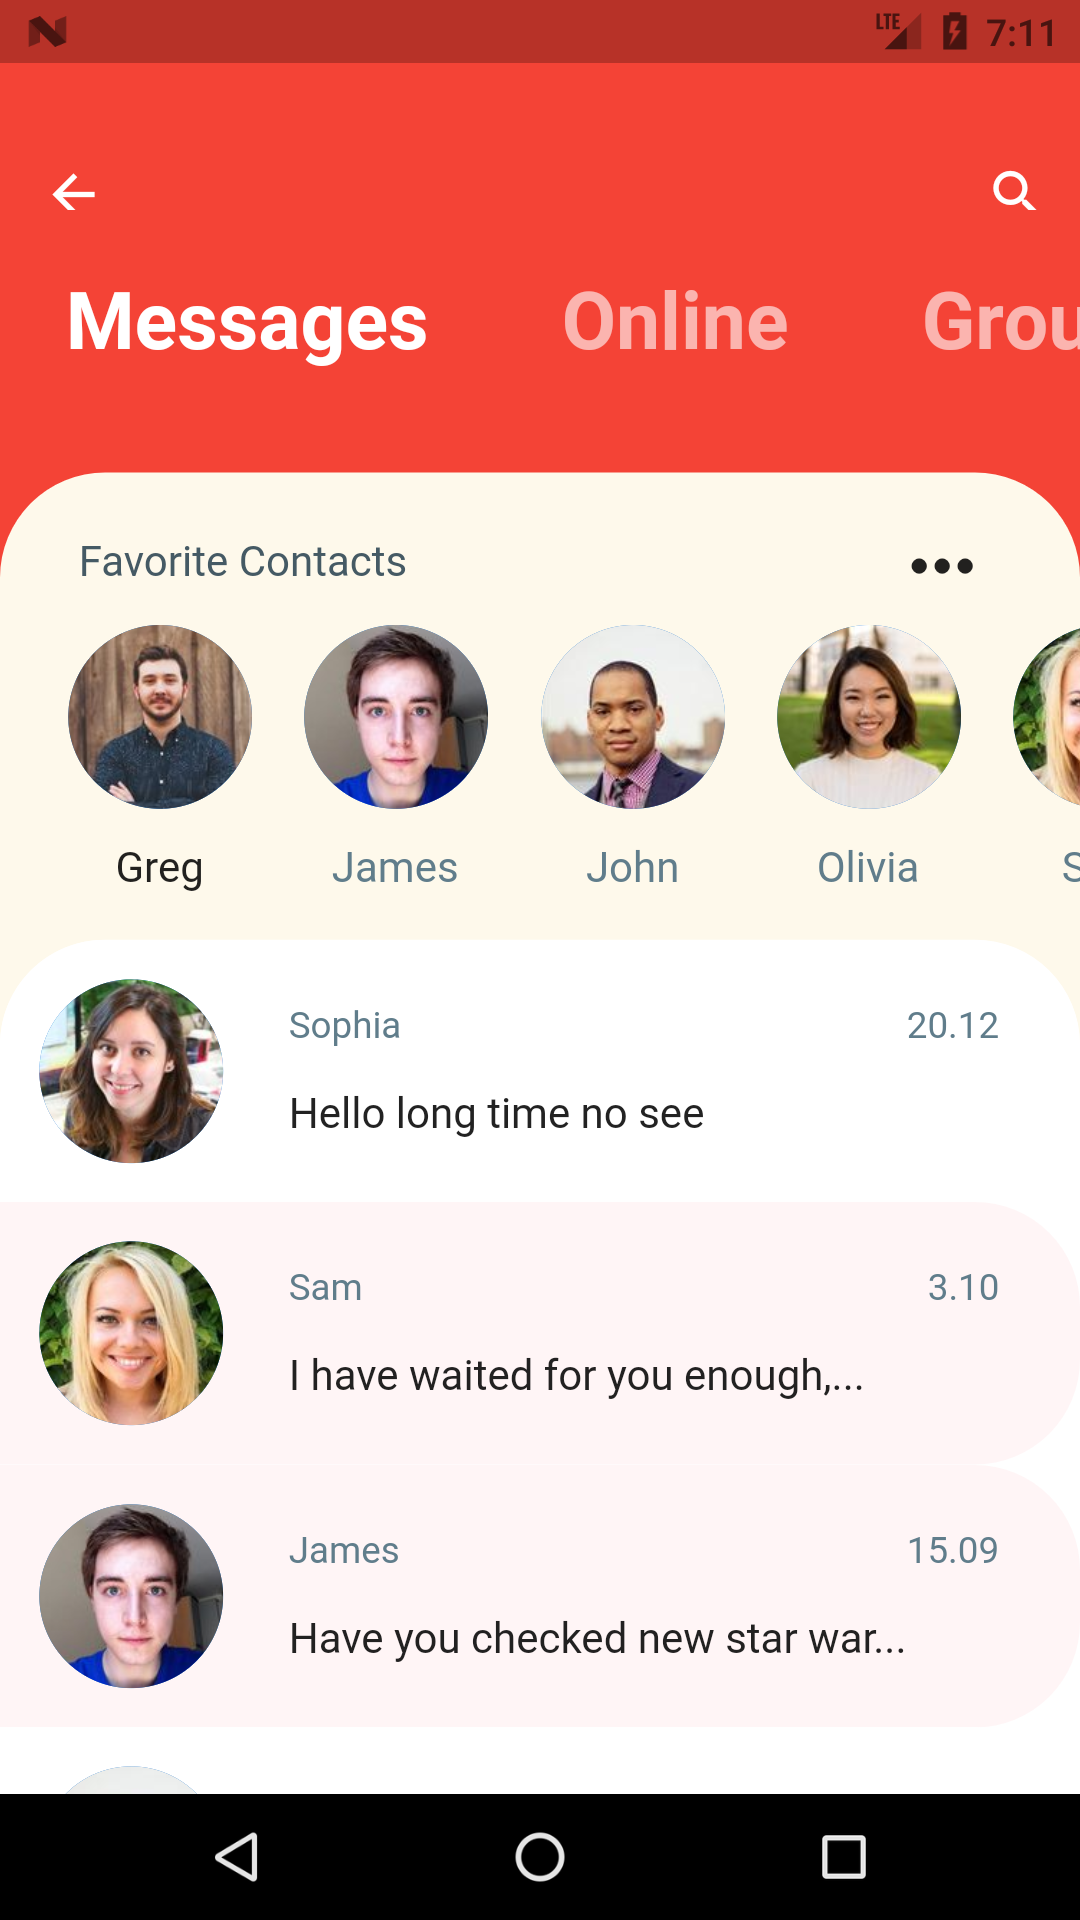 LTE 7:11
Messages Online Grou
Favorite Contacts
Greg James John Olivia S
Sophia 20.12
Hello long time no see
Sam 3.10
I have waited for you enough,...
James 15.09
Have you checked new star war...